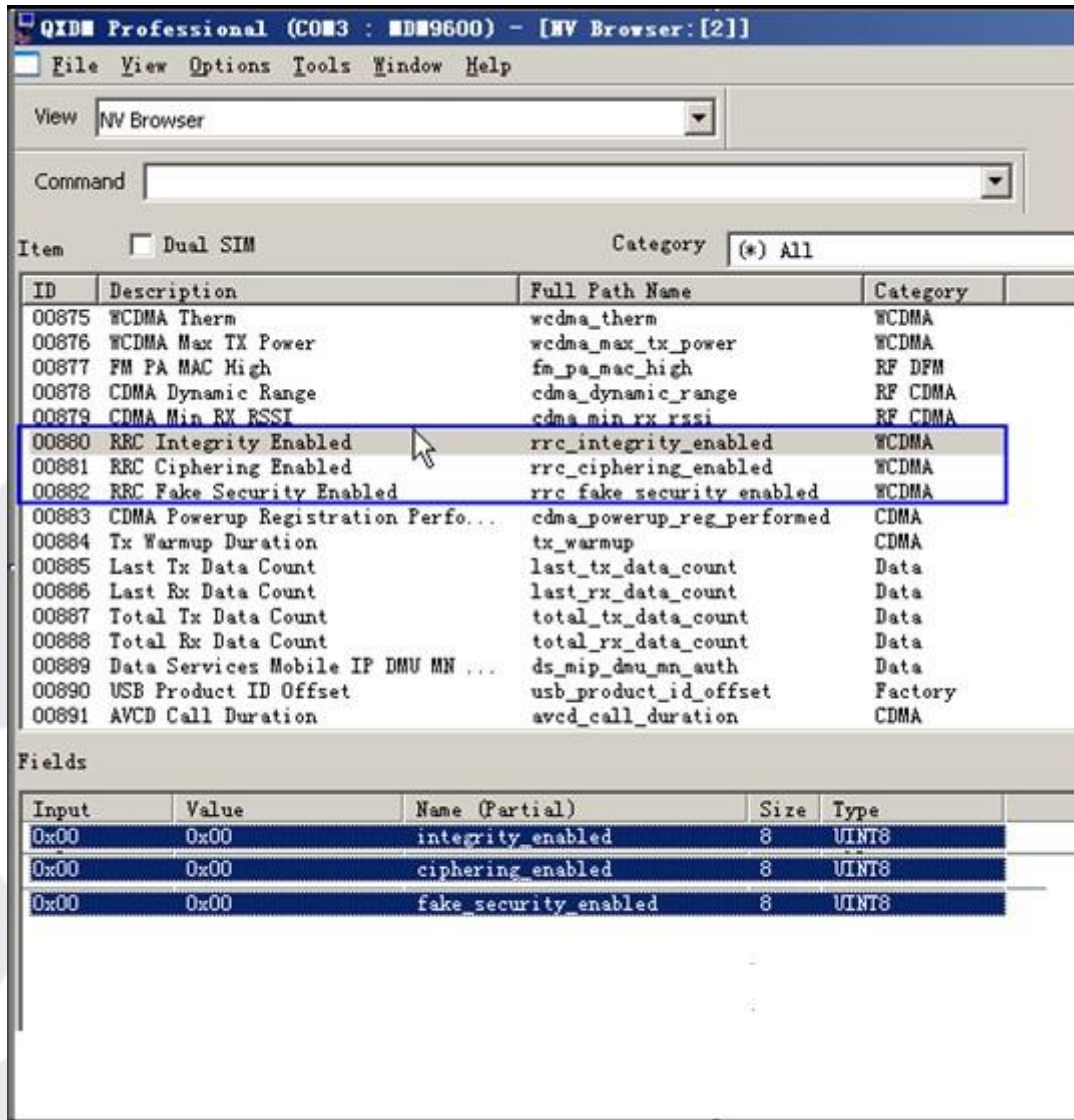 QXDM Professional (COM3 : MDM9600) - [NV Browser:[2]]
File View Options Tools Window Help
View NV Browser
Command
Item Dual SIM Category (*) All
ID Description Full Path Name Category
00875 WCDMA Therm wcdma_therm WCDMA
00876 WCDMA Max TX Power wcdma_max_tx_power WCDMA
00877 FM PA MAC High fm_pa_mac_high RF DFM
00878 CDMA Dynamic Range cdma_dynamic_range RF CDMA
00879 CDMA Min RX RSSI cdma_min_rx_rssi RF CDMA
00880 RRC Integrity Enabled rrc_integrity_enabled WCDMA
00881 RRC Ciphering Enabled rrc_ciphering_enabled WCDMA
00882 RRC Fake Security Enabled rrc_fake_security_enabled WCDMA
00883 CDMA Powerup Registration Perfo... cdma_powerup_reg_performed CDMA
00884 Tx Warmup Duration tx_warmup CDMA
00885 Last Tx Data Count last_tx_data_count Data
00886 Last Rx Data Count last_rx_data_count Data
00887 Total Tx Data Count total_tx_data_count Data
00888 Total Rx Data Count total_rx_data_count Data
00889 Data Services Mobile IP DMU MN ... ds_mip_dmu_mn_auth Data
00890 USB Product ID Offset usb_product_id_offset Factory
00891 AVCD Call Duration avcd_call_duration CDMA
Fields
Input Value Name (Partial) Size Type
0x00 0x00 integrity_enabled 8 UINT8
0x00 0x00 ciphering_enabled 8 UINT8
0x00 0x00 fake_security_enabled 8 UINT8